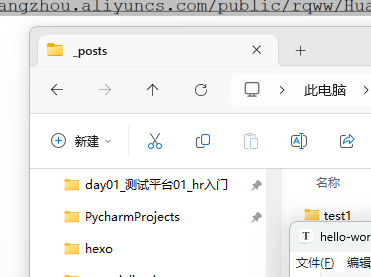 angzhou.aliyuncs.com/public/rqww/Hua
_posts
此电脑
新建
day01_测试平台01_hr入门
名称
PycharmProjects
test1
hexo
hello-wor
文件(F) 编辑